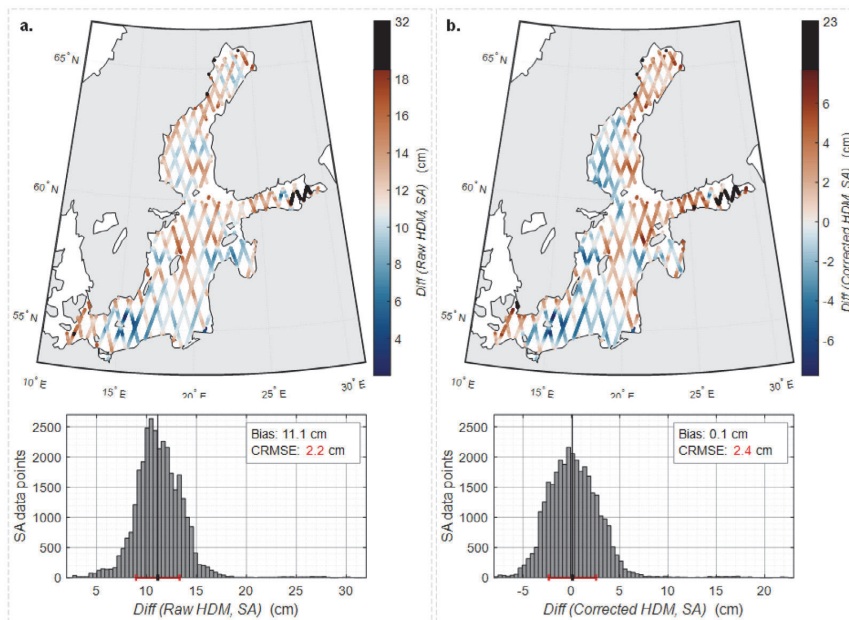 a.
65°N
60°N
55°N
10°E
15°E
20°E
25°E
30°E
32
18
16
14
12
10
8
6
4
Diff (Raw HDM, SA) (cm)
b.
65°N
60°N
55°N
10°E
15°E
20°E
25°E
30°E
23
6
4
2
0
-2
-4
-6
Diff (Corrected HDM, SA) (cm)
2500
2000
1500
1000
500
0
SA data points
Bias: 11.1 cm
CRMSE: 2.2 cm
5 10 15 20 25 30
Diff (Raw HDM, SA) (cm)
2500
2000
1500
1000
500
0
SA data points
Bias: 0.1 cm
CRMSE: 2.4 cm
-5 0 5 10 15 20
Diff (Corrected HDM, SA) (cm)